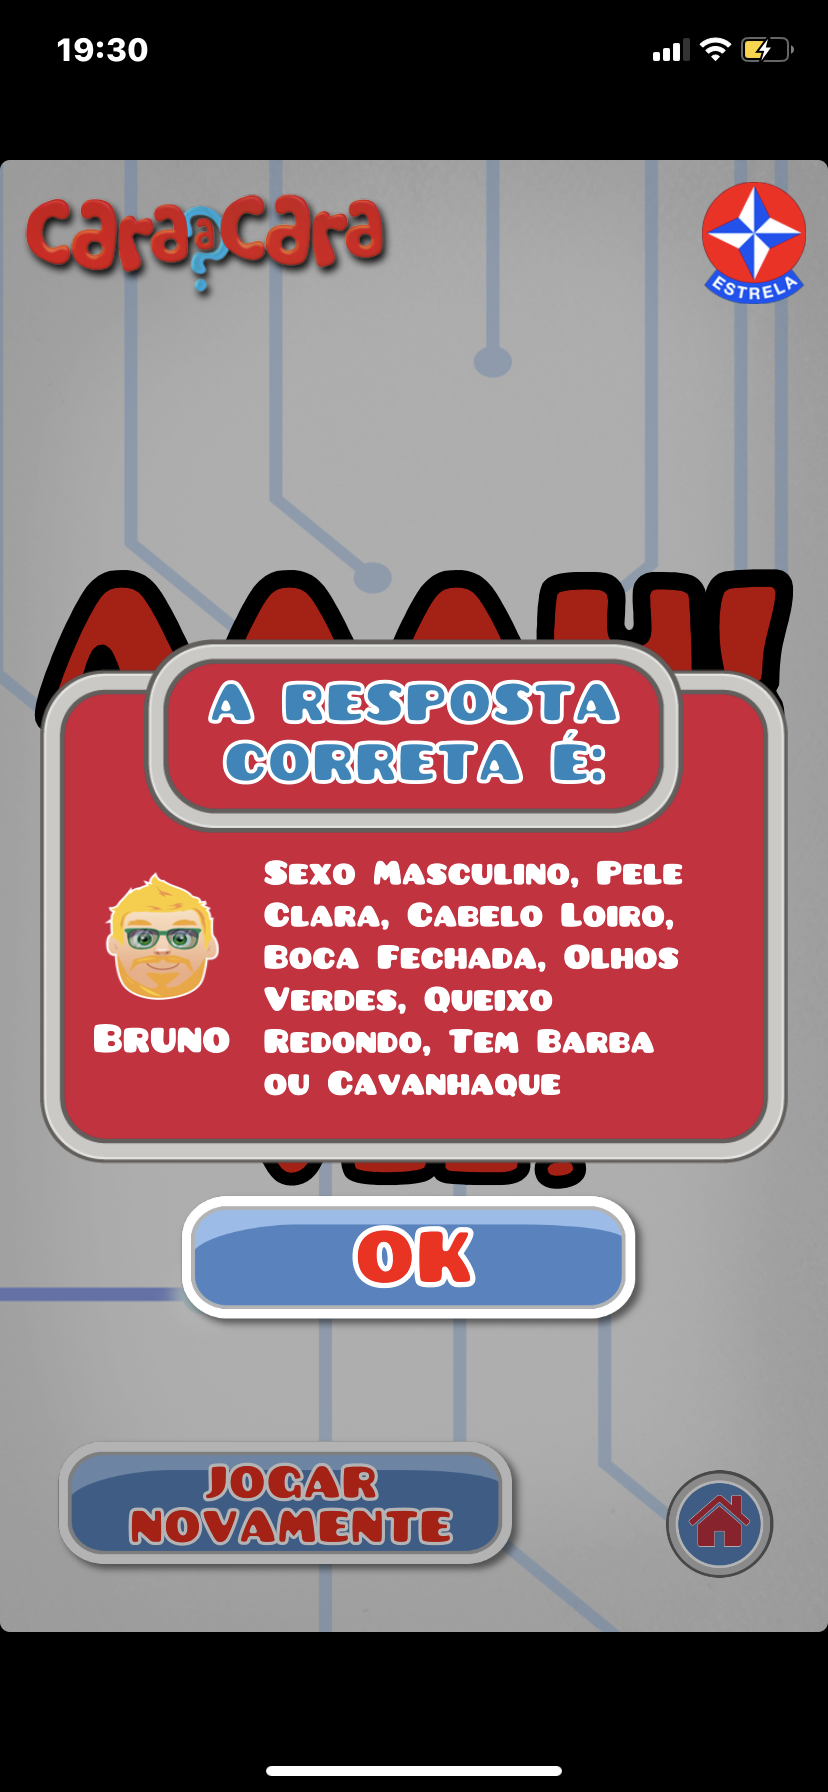 19:30
Cara a Cara
ESTRELA
AAAH!
A RESPOSTA
CORRETA É:
SEXO MASCULINO, PELE
CLARA, CABELO LOIRO,
BOCA FECHADA, OLHOS
VERDES, QUEIXO
REDONDO, TEM BARBA
OU CAVANHAQUE
BRUNO
OK
JOGAR
NOVAMENTE